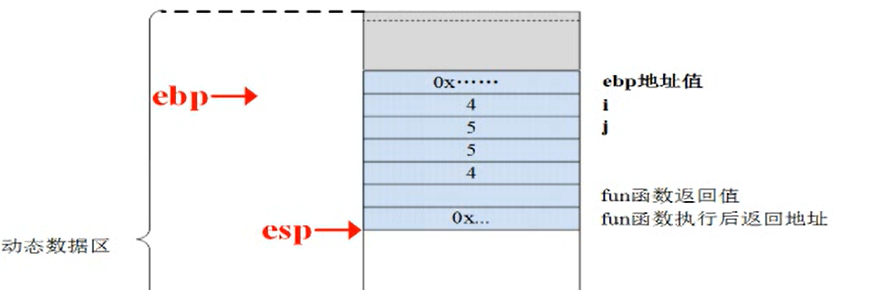 0x…… ebp地址值
ebp 4 i
5 j
5
4
fun函数返回值
esp 0x... fun函数执行后返回地址
动态数据区